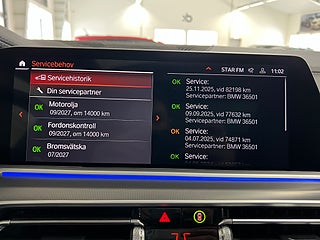 Servicebehov
STAR FM
11:02
Servicehistorik
Din servicepartner
OK Motorolja
09/2027, om 14000 km
OK Fordonskontroll
09/2027, om 14000 km
OK Bromsvätska
07/2027
OK Service:
25.11.2025, vid 82198 km
Servicepartner: BMW 36501
OK Service:
09.09.2025, vid 77632 km
Servicepartner: BMW 36501
OK Service:
04.07.2025, vid 74871 km
Servicepartner: BMW 36501
OK Service: